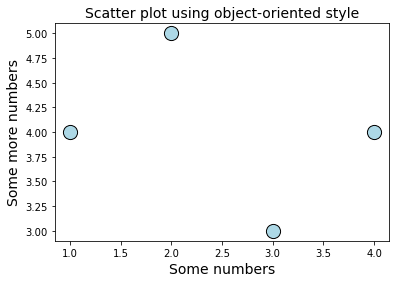 Scatter plot using object-oriented style
5.00
4.75
4.50
4.25
4.00
3.75
3.50
3.25
3.00
Some more numbers
1.0 1.5 2.0 2.5 3.0 3.5 4.0
Some numbers